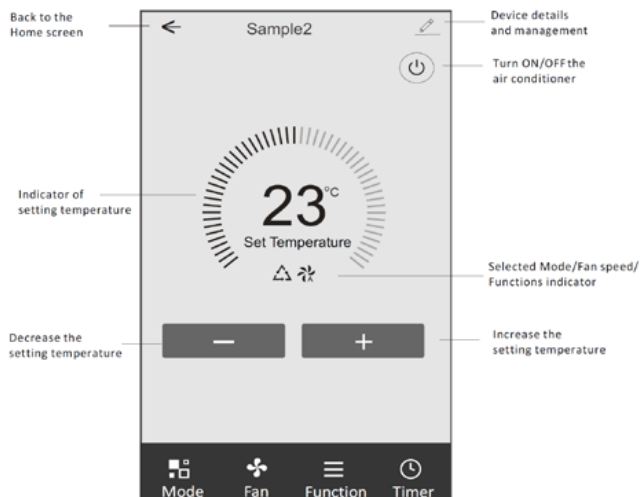 Back to the
Home screen
Sample2
Device details
and management
Turn ON/OFF the
air conditioner
Indicator of
setting temperature
23°C
Set Temperature
A
Selected Mode/Fan speed/
Functions indicator
Decrease the
setting temperature
−
+
Increase the
setting temperature
Mode
Fan
Function
Timer